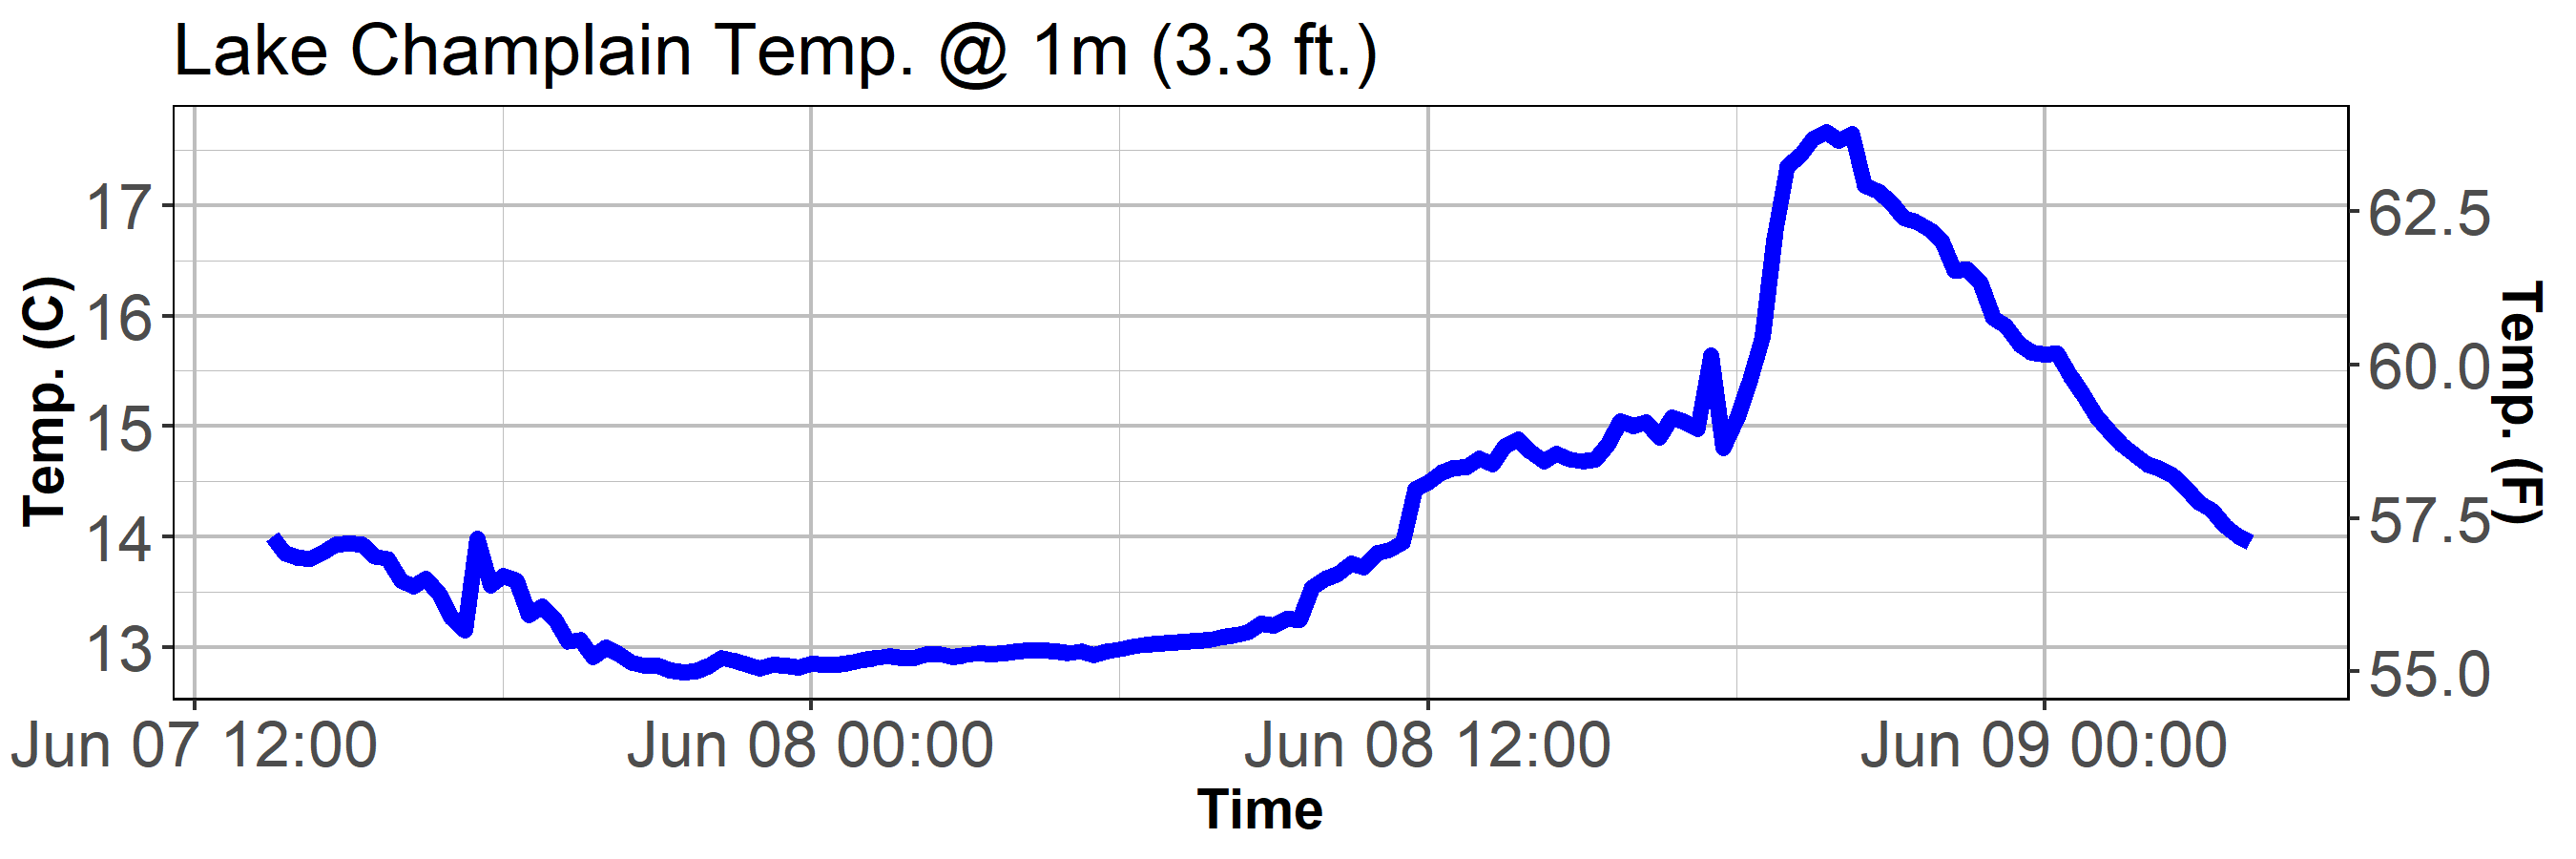 Lake Champlain Temp. @ 1m (3.3 ft.)
Temp. (C)
17
16
15
14
13
62.5
60.0
57.5
55.0
Temp. (F)
Jun 07 12:00
Jun 08 00:00
Jun 08 12:00
Jun 09 00:00
Time